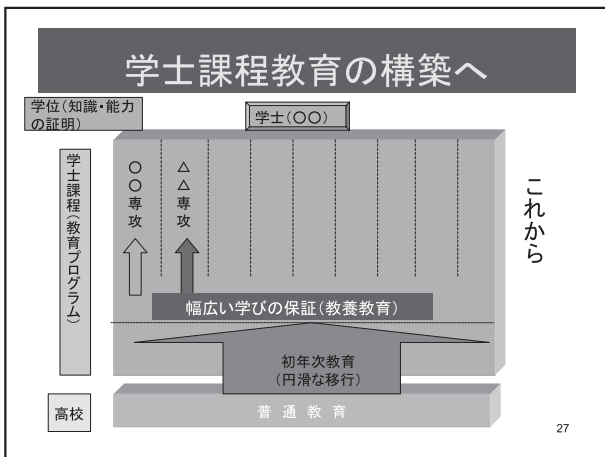 学士課程教育の構築へ
学位(知識・能力
の証明)
学士(○○)
学士課程(教育プログラム)
○○専攻
△△専攻
これから
幅広い学びの保証(教養教育)
初年次教育
(円滑な移行)
高校
普通教育
27